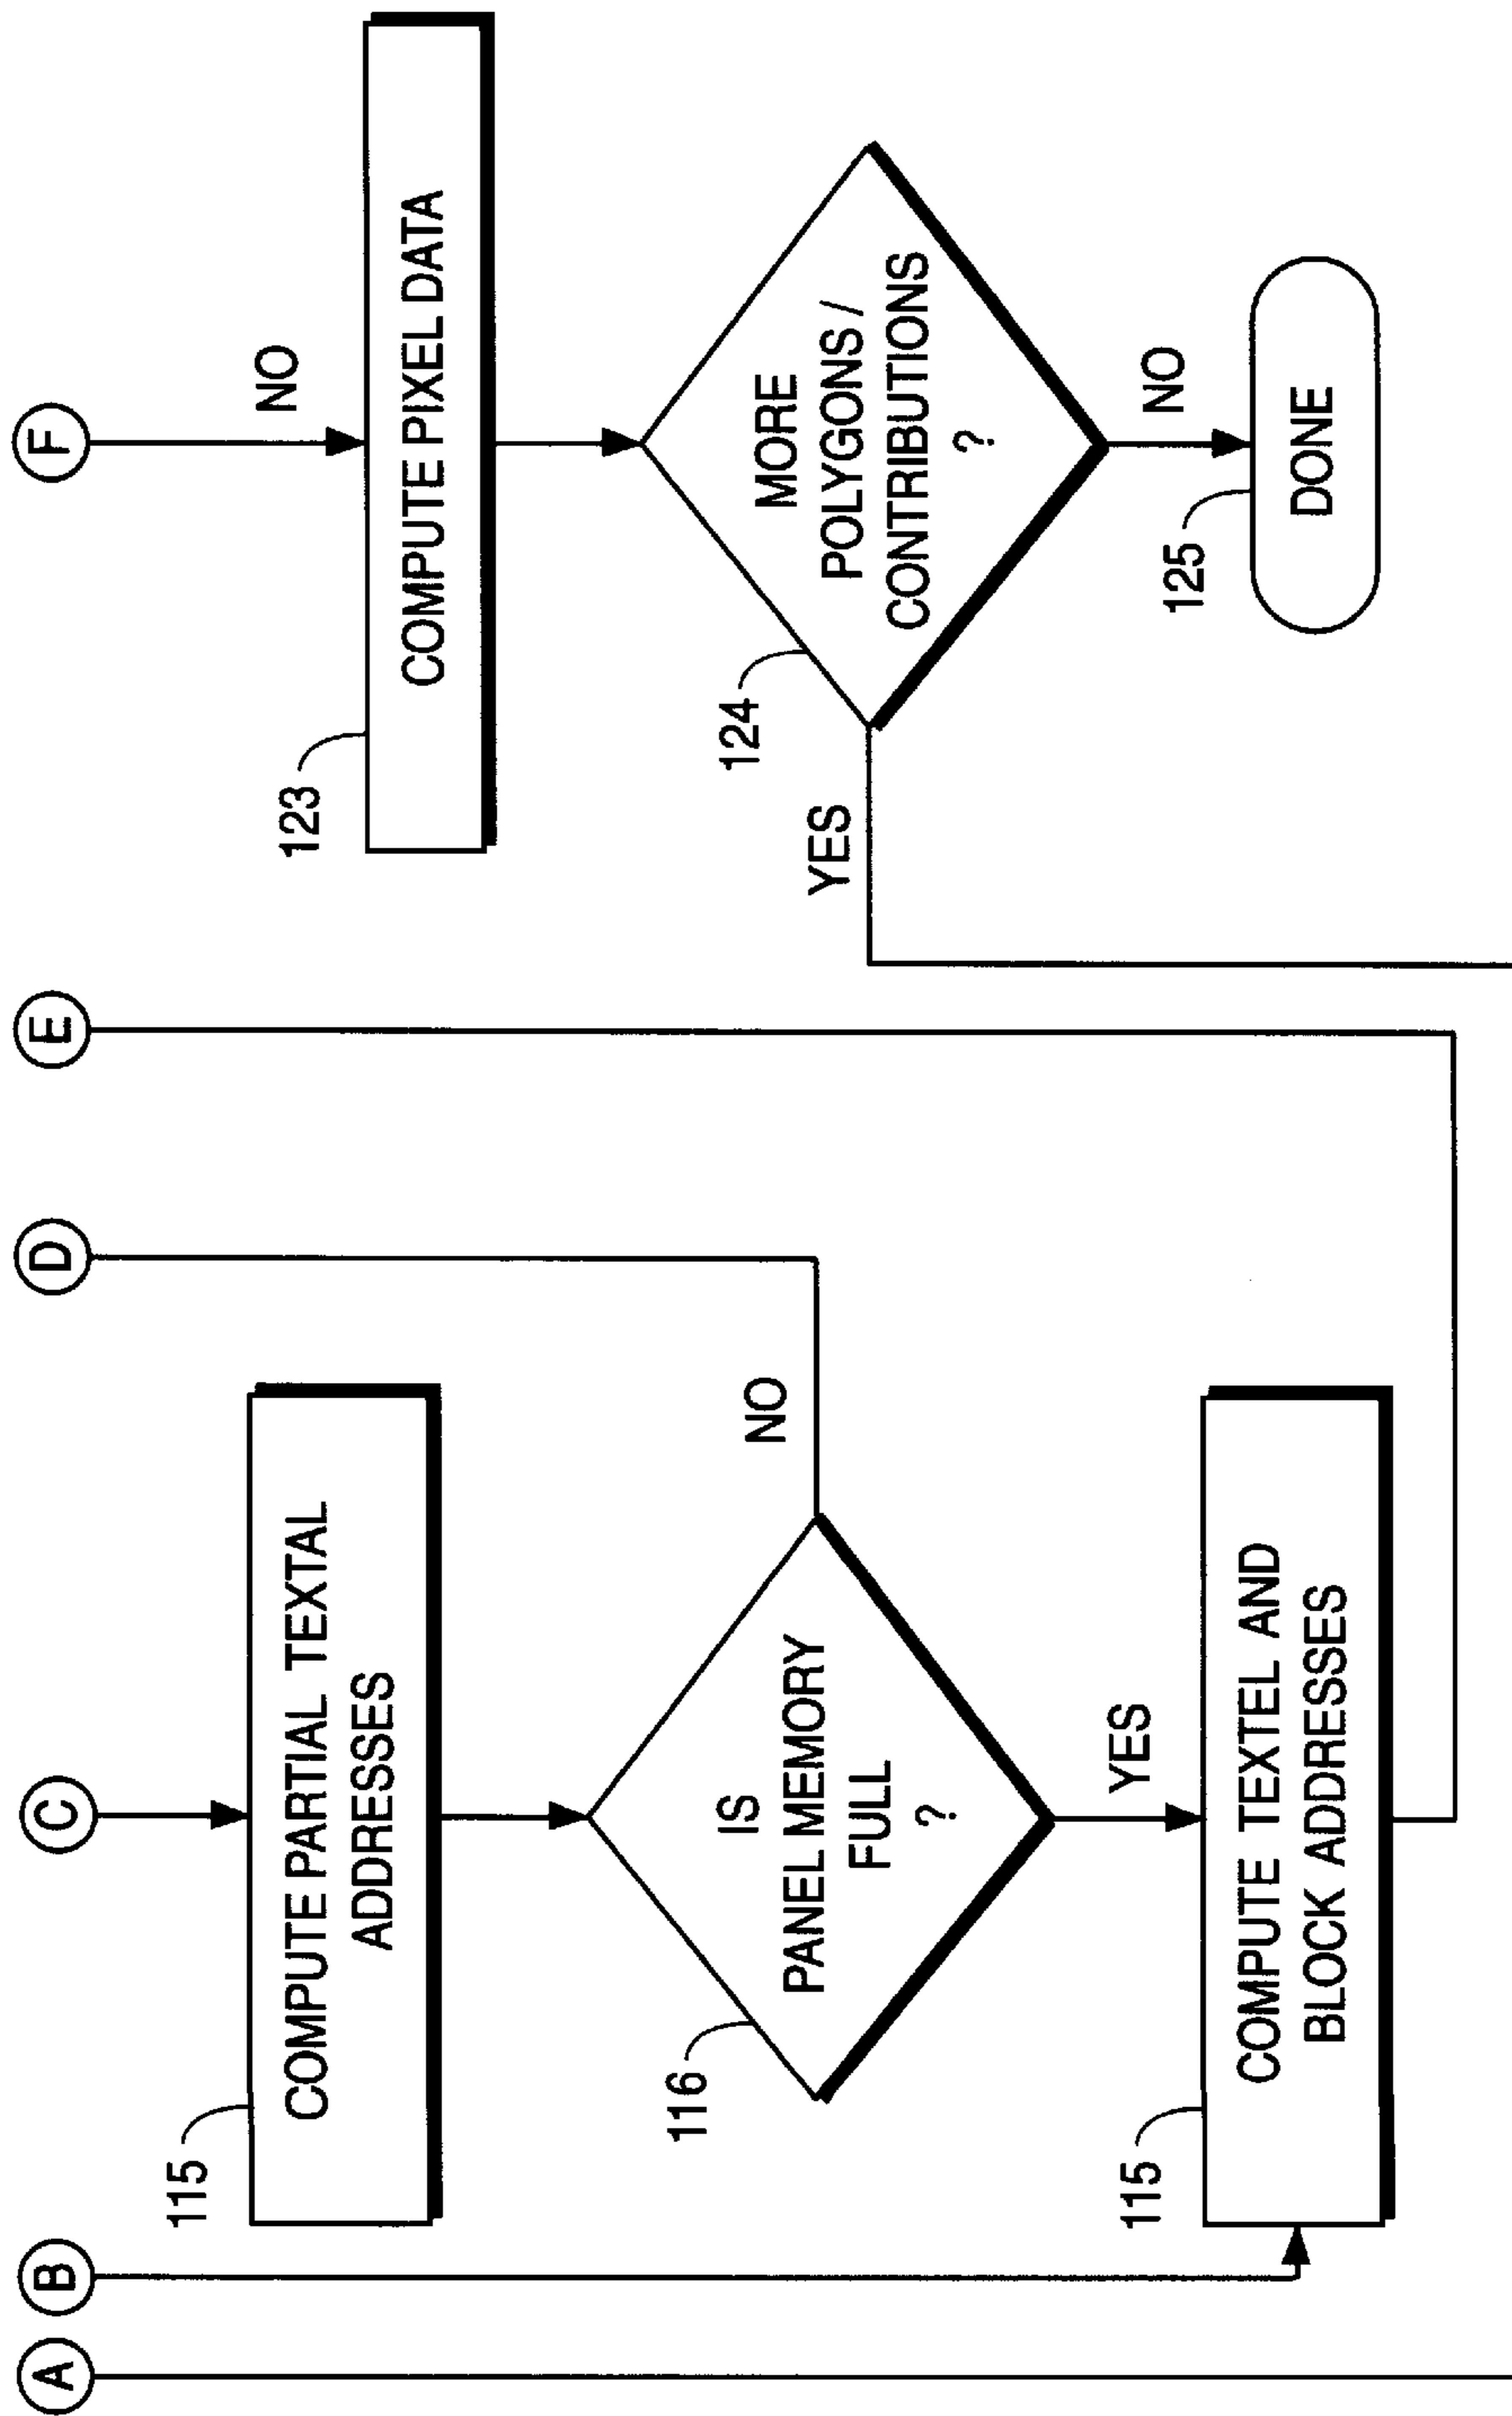 A
B
C
D
E
F
115
COMPUTE PARTIAL TEXTAL
ADDRESSES
116
IS
PANEL MEMORY
FULL
?
NO
YES
115
COMPUTE TEXTEL AND
BLOCK ADDRESSES
NO
123
COMPUTE PIXEL DATA
124
MORE
POLYGONS /
CONTRIBUTIONS
?
YES
NO
125
DONE